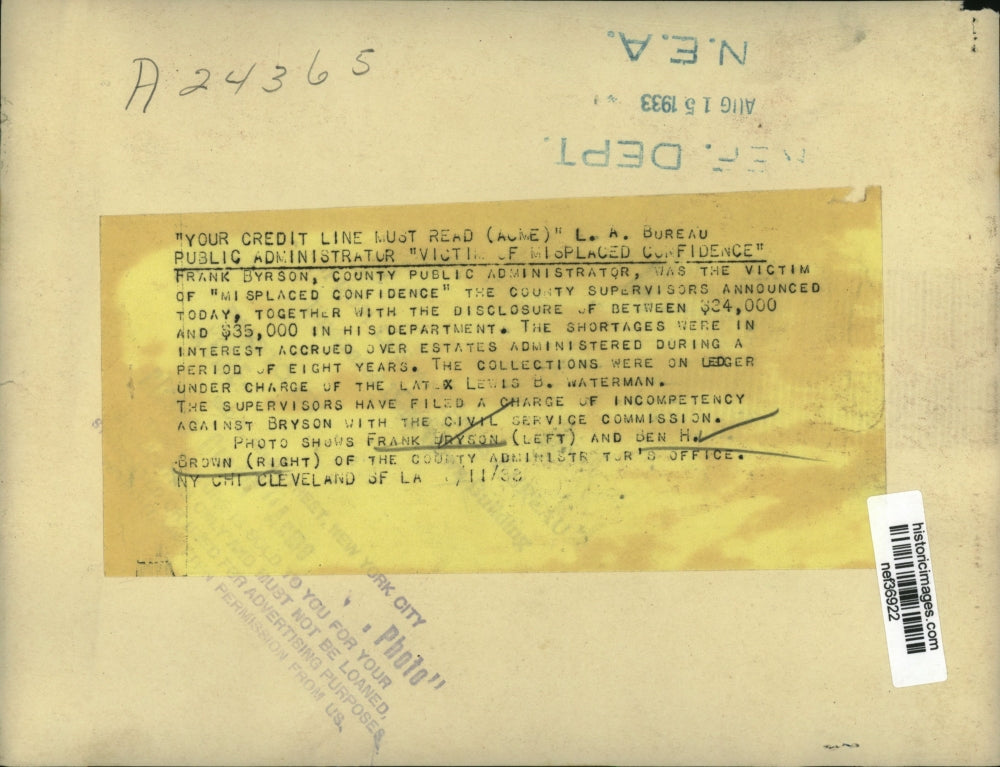 A 24365
N.E.A.
AUG 15 1933
REF. DEPT.
"YOUR CREDIT LINE MUST READ (ACME)" L. A. BUREAU
PUBLIC ADMINISTRATOR "VICTIM OF MISPLACED CONFIDENCE"
FRANK BYRSON, COUNTY PUBLIC ADMINISTRATOR, WAS THE VICTIM
OF "MISPLACED CONFIDENCE" THE COUNTY SUPERVISORS ANNOUNCED
TODAY, TOGETHER WITH THE DISCLOSURE OF BETWEEN $34,000
AND $35,000 IN HIS DEPARTMENT. THE SHORTAGES WERE IN
INTEREST ACCRUED OVER ESTATES ADMINISTERED DURING A
PERIOD OF EIGHT YEARS. THE COLLECTIONS WERE ON LEDGER
UNDER CHARGE OF THE LATEX LEWIS B. WATERMAN.
THE SUPERVISORS HAVE FILED A CHARGE OF INCOMPETENCY
AGAINST BRYSON WITH THE CIVIL SERVICE COMMISSION.
PHOTO SHOWS FRANK BRYSON (LEFT) AND BEN H.
BROWN (RIGHT) OF THE COUNTY ADMINISTRATOR'S OFFICE.
NY CHI CLEVELAND SF LA /11/33
NEW YORK CITY
Photo"
SOLD TO YOU FOR YOUR
MUST NOT BE LOANED,
OR ADVERTISING PURPOSES
PERMISSION FROM US.
historicimages.com
nef36922